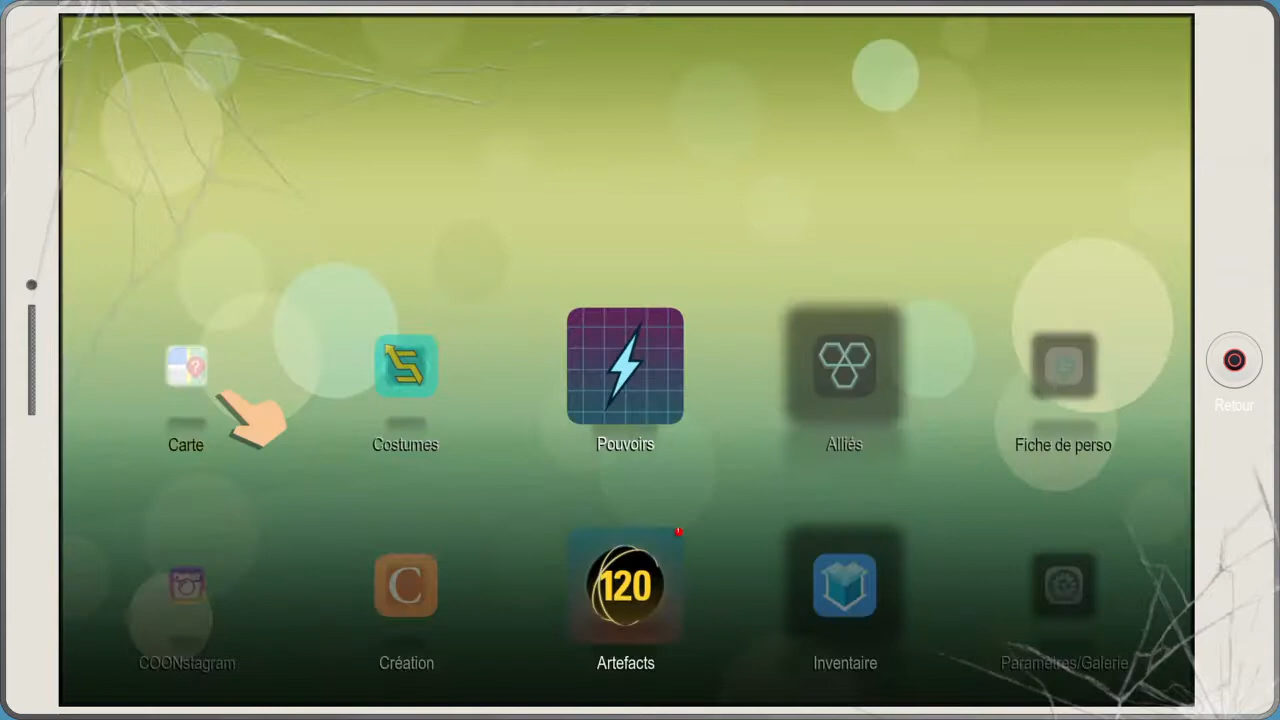 ?
Carte
Costumes
Pouvoirs
Alliés
Fiche de perso
Retour
COONstagram
C
Création
120
Artefacts
Inventaire
Paramètres/Galerie